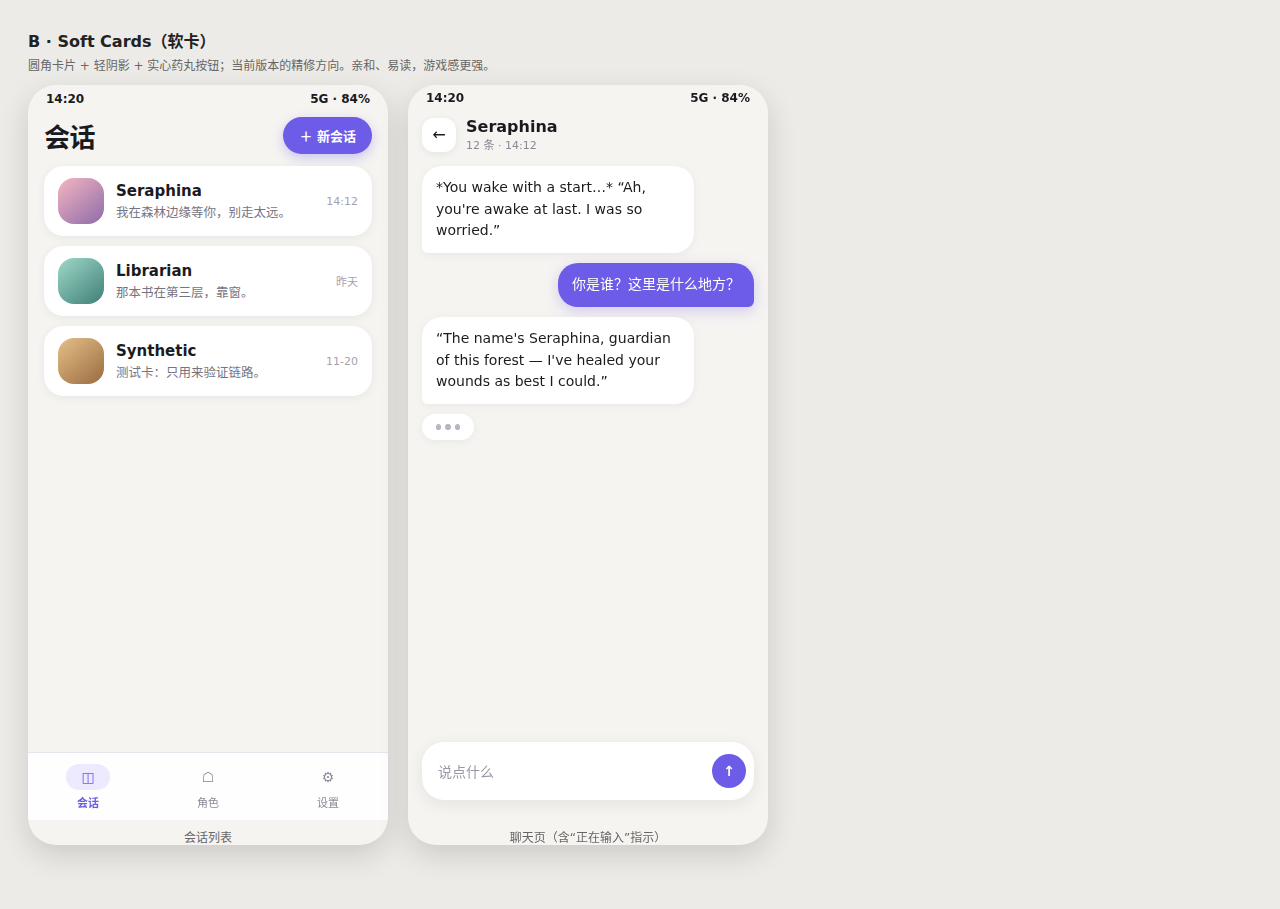 B · Soft Cards（软卡）
圆角卡片 + 轻阴影 + 实心药丸按钮；当前版本的精修方向。亲和、易读，游戏感更强。
14:20
5G · 84%
会话
＋ 新会话
Seraphina
我在森林边缘等你，别走太远。
14:12
Librarian
那本书在第三层，靠窗。
昨天
Synthetic
测试卡：只用来验证链路。
11-20
会话
角色
设置
会话列表
14:20
5G · 84%
←
Seraphina
12 条 · 14:12
*You wake with a start…* “Ah,
you're awake at last. I was so
worried.”
你是谁？这里是什么地方？
“The name's Seraphina, guardian
of this forest — I've healed your
wounds as best I could.”
说点什么
↑
聊天页（含“正在输入”指示）